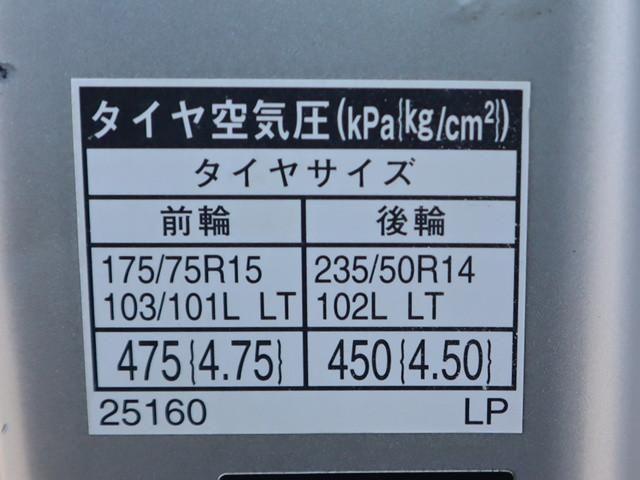 タイヤ空気圧(kPa{kg/cm²})
タイヤサイズ
前輪 後輪
175/75R15 235/50R14
103/101L LT 102L LT
475{4.75} 450{4.50}
25160 LP